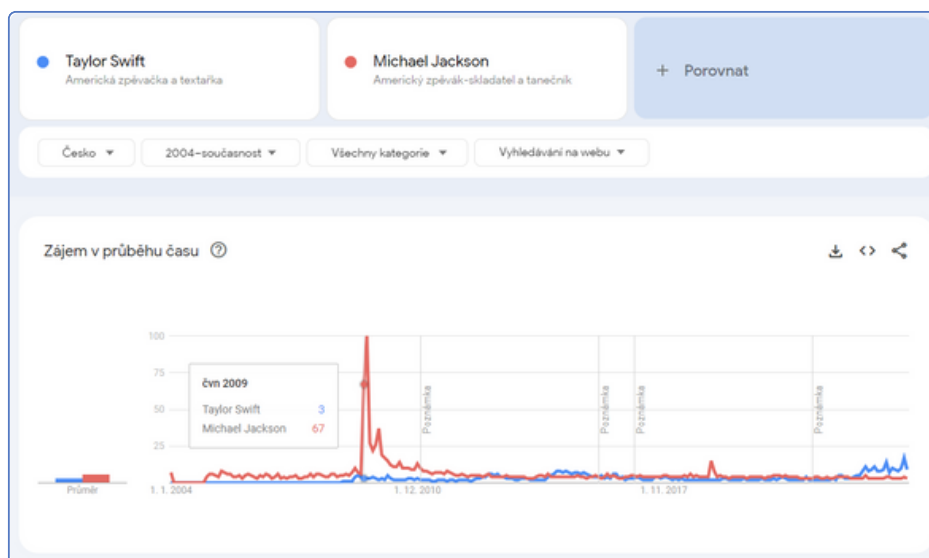 Taylor Swift
Americká zpěvačka a textařka
Michael Jackson
Americký zpěvák-skladatel a tanečník
+ Porovnat
Česko
2004–současnost
Všechny kategorie
Vyhledávání na webu
Zájem v průběhu času
100
75
50
25
čvn 2009
Taylor Swift 3
Michael Jackson 67
Poznámka
Poznámka
Poznámka
Poznámka
Průměr
1. 1. 2004
1. 12. 2010
1. 11. 2017